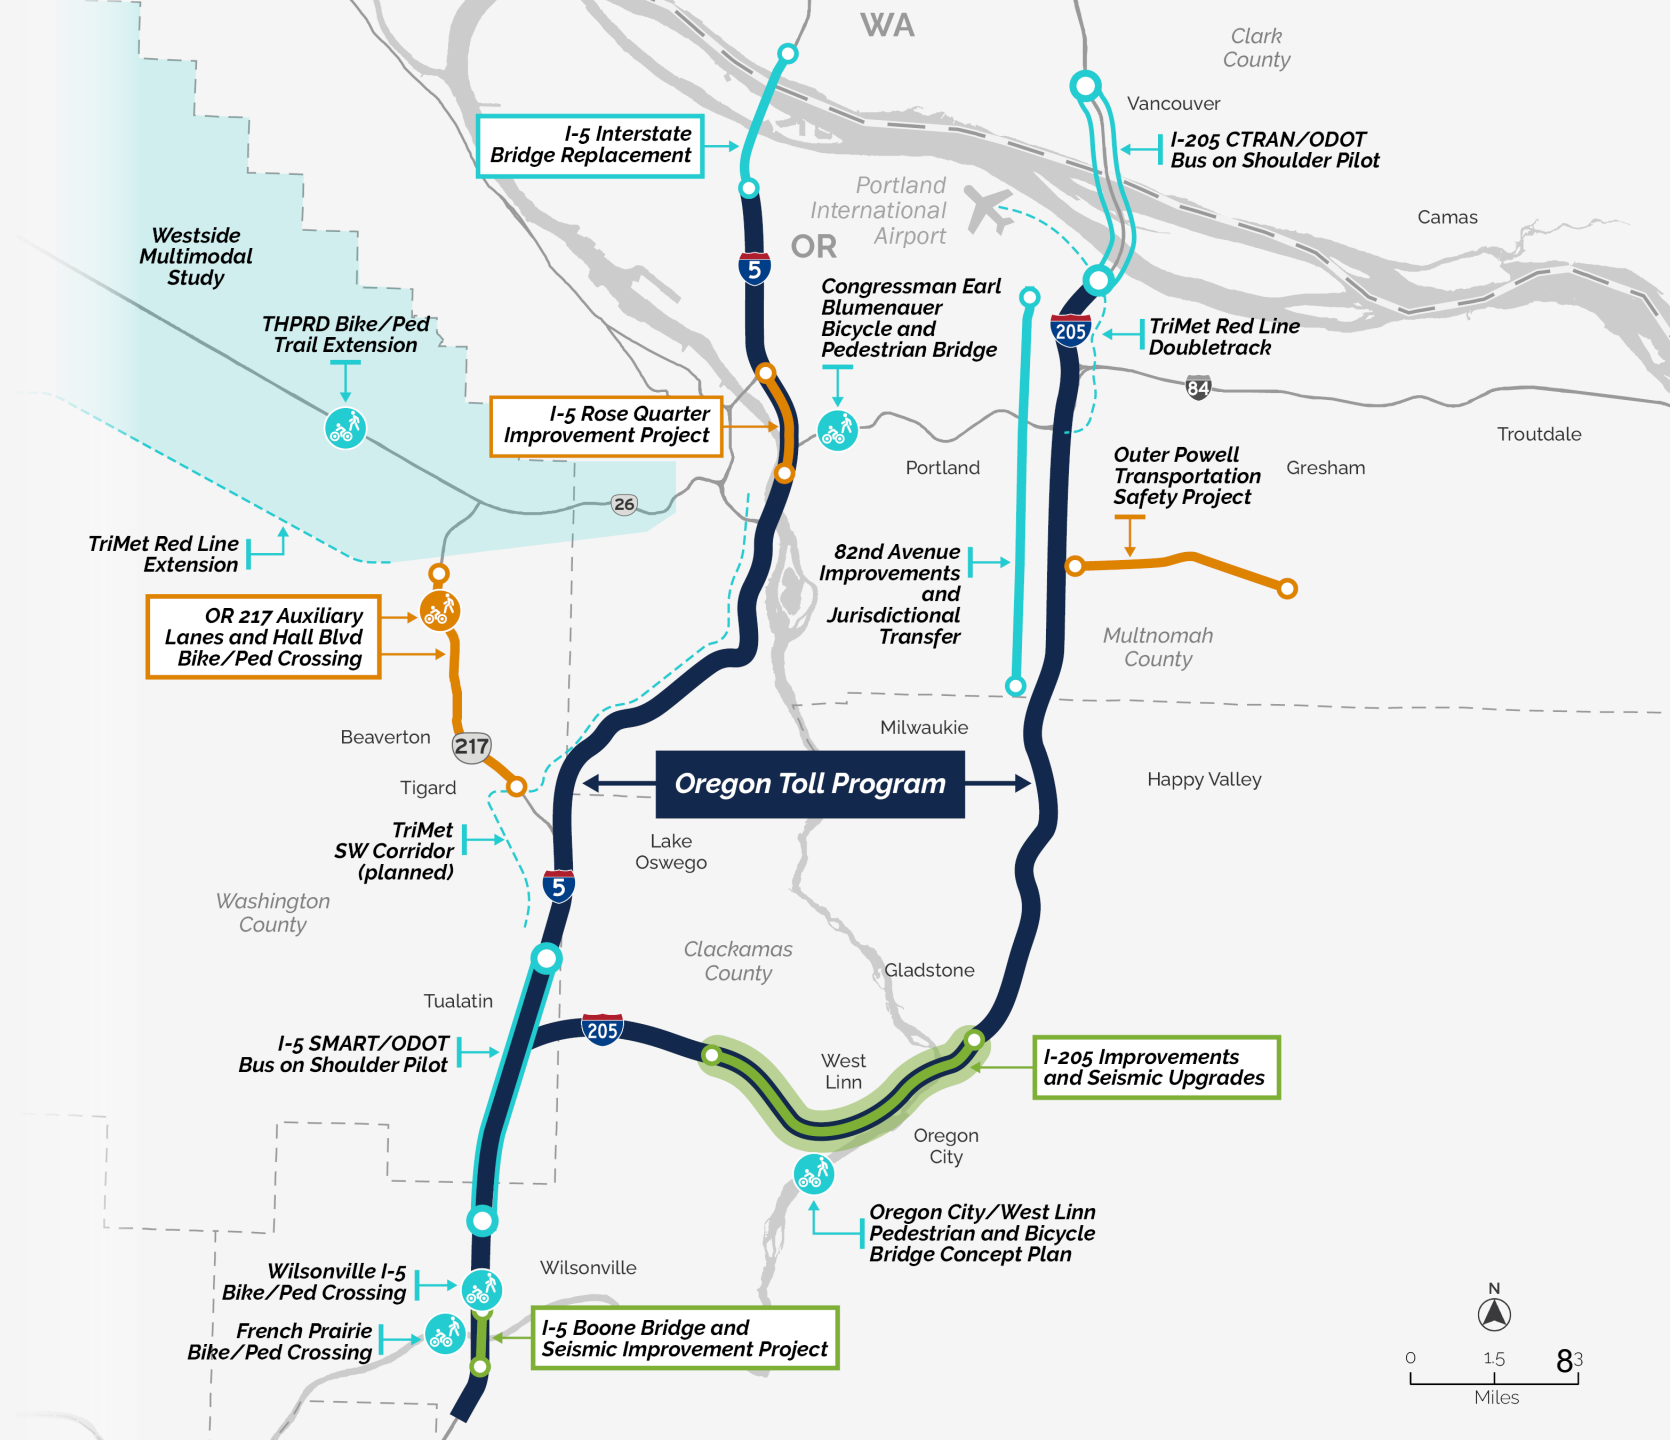 WA
Clark
County
Vancouver
I-5 Interstate
Bridge Replacement
I-205 CTRAN/ODOT
Bus on Shoulder Pilot
Portland
International
Airport
Camas
OR
Westside
Multimodal
Study
5
Congressman Earl
Blumenauer
Bicycle and
Pedestrian Bridge
THPRD Bike/Ped
Trail Extension
205
TriMet Red Line
Doubletrack
84
I-5 Rose Quarter
Improvement Project
Troutdale
Portland
Outer Powell
Transportation
Safety Project
Gresham
26
TriMet Red Line
Extension
82nd Avenue
Improvements
and
Jurisdictional
Transfer
OR 217 Auxiliary
Lanes and Hall Blvd
Bike/Ped Crossing
Multnomah
County
Beaverton
217
Milwaukie
Tigard
Oregon Toll Program
Happy Valley
TriMet
SW Corridor
(planned)
Lake
Oswego
5
Washington
County
Clackamas
County
Gladstone
Tualatin
205
I-5 SMART/ODOT
Bus on Shoulder Pilot
West
Linn
I-205 Improvements
and Seismic Upgrades
Oregon
City
Oregon City/West Linn
Pedestrian and Bicycle
Bridge Concept Plan
Wilsonville I-5
Bike/Ped Crossing
Wilsonville
French Prairie
Bike/Ped Crossing
I-5 Boone Bridge and
Seismic Improvement Project
N
0 1.5 83
Miles